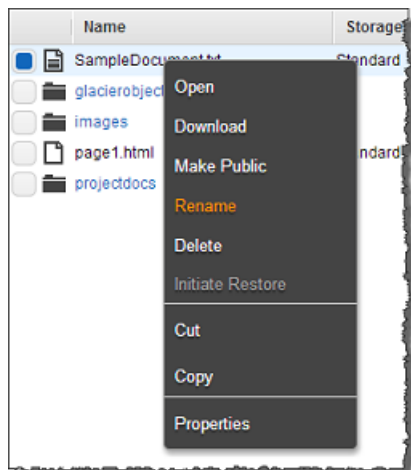 Name Storage
SampleDocument.txt Standard
Open
glacierobject
Download
images
Make Public
page1.html ndard
projectdocs
Rename
Delete
Initiate Restore
Cut
Copy
Properties